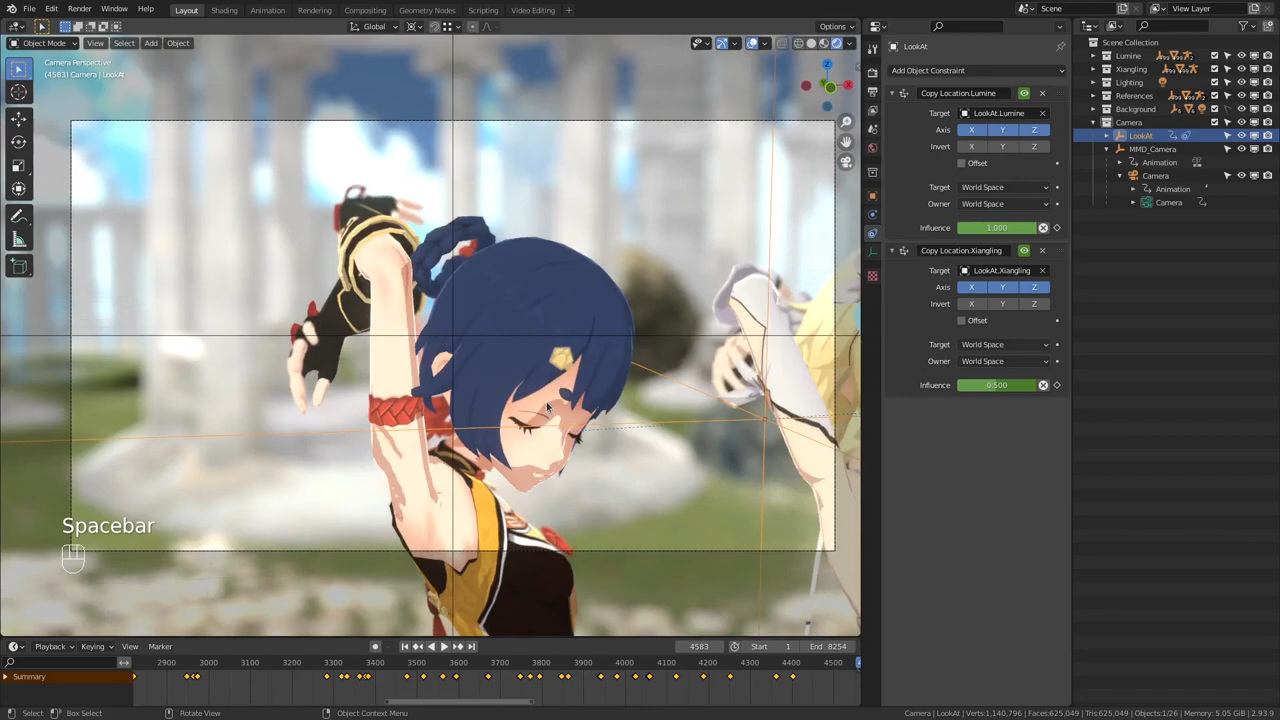 File Edit Render Window Help Layout Shading Animation Rendering Compositing Geometry Nodes Scripting Video Editing + Scene View Layer
Global Options
Object Mode View Select Add Object
Camera Perspective
(4583) Camera | LookAt
Z
X
Y
Spacebar
LookAt
Add Object Constraint
Copy Location.Lumine
Target LookAt.Lumine
Axis X Y Z
Invert X Y Z
Offset
Target World Space
Owner World Space
Influence 1.000
Copy Location.Xiangling
Target LookAt.Xiangling
Axis X Y Z
Invert X Y Z
Offset
Target World Space
Owner World Space
Influence 0.500
Scene Collection
Lumine
Xiangling
Lighting
References
Background
Camera
LookAt
MMD_Camera
Animation
Camera
Animation
Camera
Playback Keying View Marker 4583 Start 1 End 8254
2900 3000 3100 3200 3300 3400 3500 3600 3700 3800 3900 4000 4100 4200 4300 4400 4500
Summary
Select Box Select Rotate View Object Context Menu Camera | LookAt | Verts:1,140,796 | Faces:625,049 | Tris:625,049 | Objects:1/26 | Memory: 5.05 GiB | 2.93.9